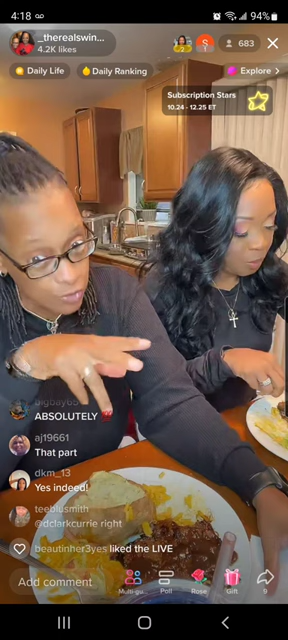 4:18
94%
_therealswin...
4.2K likes
S
683
Daily Life
Daily Ranking
Explore >
Subscription Stars
10.24 - 12.25 ET
bigbay65
ABSOLUTELY
aj19661
That part
dkm_13
Yes indeed!
teeblusmith
@dclarkcurrie right
beautinher3yes liked the LIVE
Add comment
Multi-gu...
Poll
Rose
Gift
9